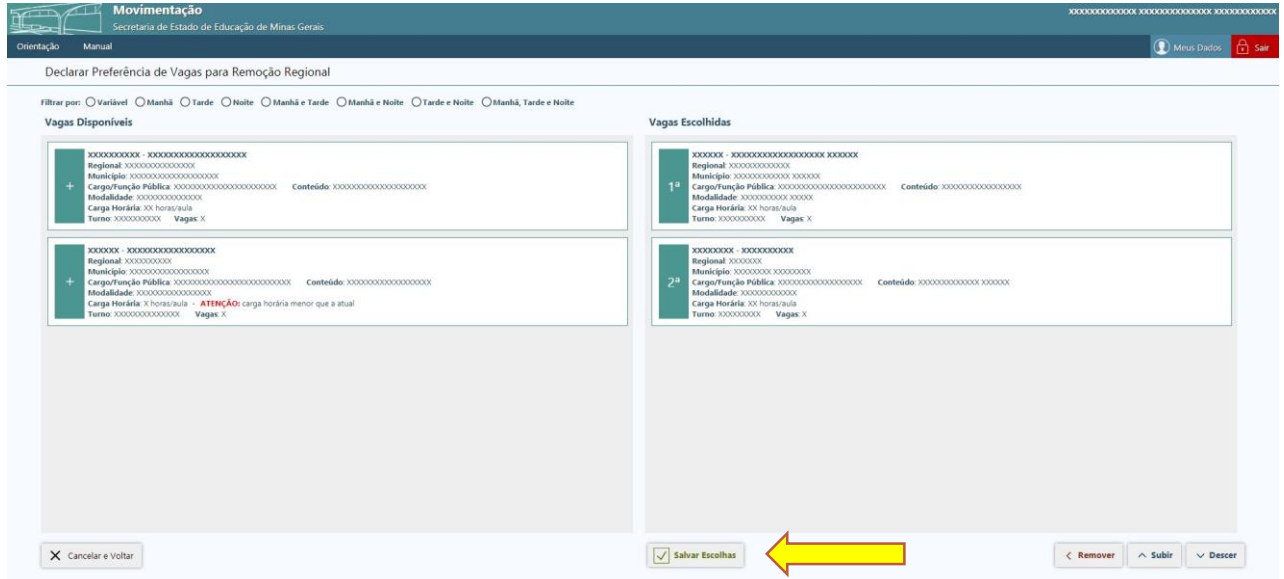 Movimentação
Secretaria de Estado de Educação de Minas Gerais
XXXXXXXXXXXXX XXXXXXXXXXXXXX XXXXXXXXXXXX
Orientação Manual Meus Dados Sair
Declarar Preferência de Vagas para Remoção Regional
Filtrar por: Variável Manhã Tarde Noite Manhã e Tarde Manhã e Noite Tarde e Noite Manhã, Tarde e Noite
Vagas Disponíveis
+
XXXXXXXXXX - XXXXXXXXXXXXXXXXXXX
Regional: XXXXXXXXXXXXXXX
Município: XXXXXXXXXXXXXXXXXXX
Cargo/Função Pública: XXXXXXXXXXXXXXXXXXXXXX Conteúdo: XXXXXXXXXXXXXXXXXXXX
Modalidade: XXXXXXXXXXXXXX
Carga Horária: XX horas/aula
Turno: XXXXXXXXXX Vagas: X
+
XXXXXX - XXXXXXXXXXXXXXXXX
Regional: XXXXXXXXXX
Município: XXXXXXXXXXXXXXXXX
Cargo/Função Pública: XXXXXXXXXXXXXXXXXXXXXXXXX Conteúdo: XXXXXXXXXXXXXXXXXX
Modalidade: XXXXXXXXXXXXXXXX
Carga Horária: X horas/aula - ATENÇÃO: carga horária menor que a atual
Turno: XXXXXXXXXXXXXX Vagas: X
Vagas Escolhidas
1ª
XXXXXX - XXXXXXXXXXXXXXXXXX XXXXXX
Regional: XXXXXXXXXXXXX
Município: XXXXXXXXXXXX XXXXXX
Cargo/Função Pública: XXXXXXXXXXXXXXXXXXXXXXX Conteúdo: XXXXXXXXXXXXXXXXX
Modalidade: XXXXXXXXXX XXXXX
Carga Horária: XX horas/aula
Turno: XXXXXXXXXX Vagas: X
2ª
XXXXXXXX - XXXXXXXXXX
Regional: XXXXXXX
Município: XXXXXXXX XXXXXXXX
Cargo/Função Pública: XXXXXXXXXXXXXXXXXX Conteúdo: XXXXXXXXXXXXX XXXXXX
Modalidade: XXXXXXXXXXXX
Carga Horária: XX horas/aula
Turno: XXXXXXXXX Vagas: X
Cancelar e Voltar Salvar Escolhas Remover Subir Descer